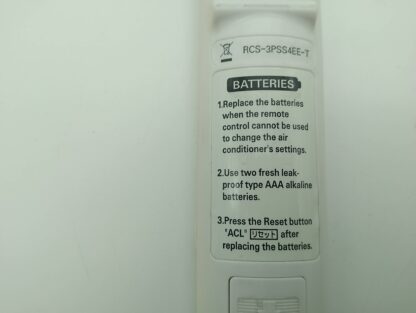 RCS-3PSS4EE-T
BATTERIES
1.Replace the batteries
when the remote
control cannot be used
to change the air
conditioner's settings.
2.Use two fresh leak-
proof type AAA alkaline
batteries.
3.Press the Reset button
"ACL" リセット after
replacing the batteries.